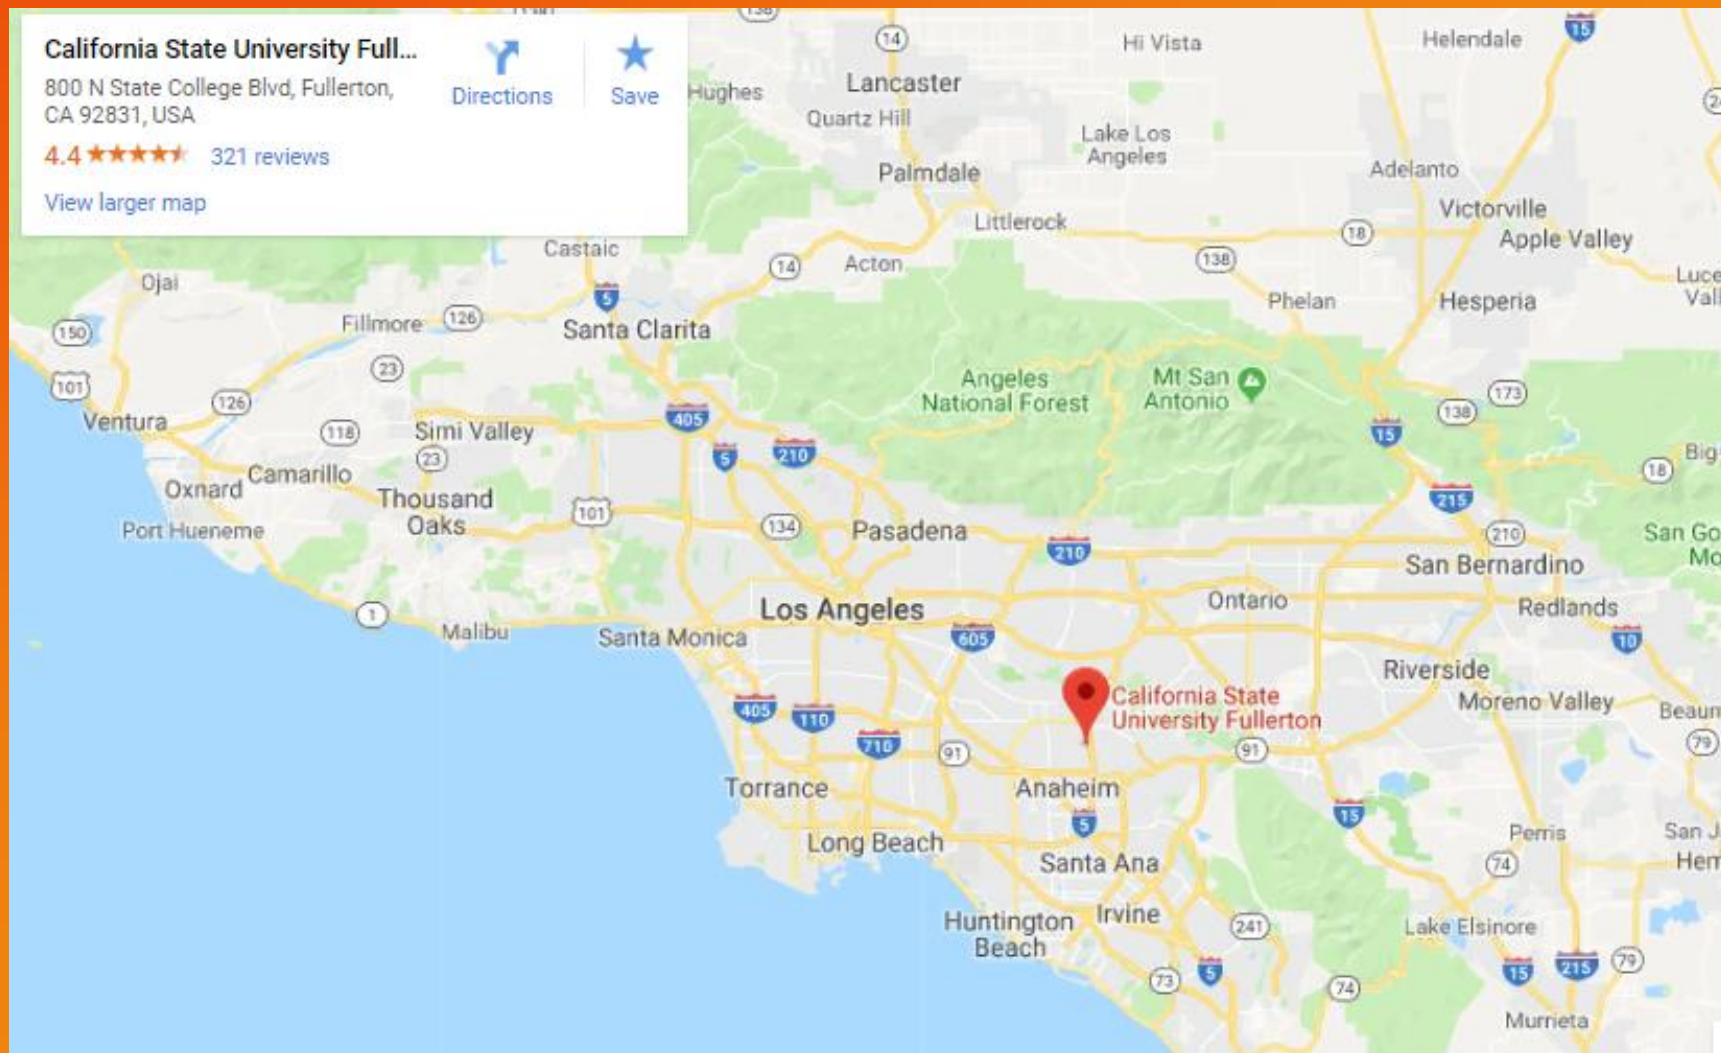 California State University Full...
800 N State College Blvd, Fullerton,
CA 92831, USA
4.4
321 reviews
View larger map
Directions
Save
138
14
Hi Vista
Helendale
15
Hughes
Lancaster
Quartz Hill
Lake Los
Angeles
Palmdale
Adelanto
Littlerock
Victorville
18
Apple Valley
Castaic
14
Acton
138
Ojai
5
Phelan
Hesperia
150
Fillmore
126
Santa Clarita
23
101
Angeles
National Forest
Mt San
Antonio
173
126
138
Ventura
118
Simi Valley
405
15
23
5
210
18
Oxnard
Camarillo
Thousand
Oaks
101
215
Port Hueneme
134
Pasadena
210
210
San Bernardino
1
Malibu
Santa Monica
Los Angeles
605
Ontario
Redlands
10
Riverside
Moreno Valley
California State
University Fullerton
405
110
710
91
91
79
Torrance
Anaheim
5
15
Long Beach
Santa Ana
Perris
74
Huntington
Beach
Irvine
241
Lake Elsinore
73
5
74
15
215
79
Murrieta